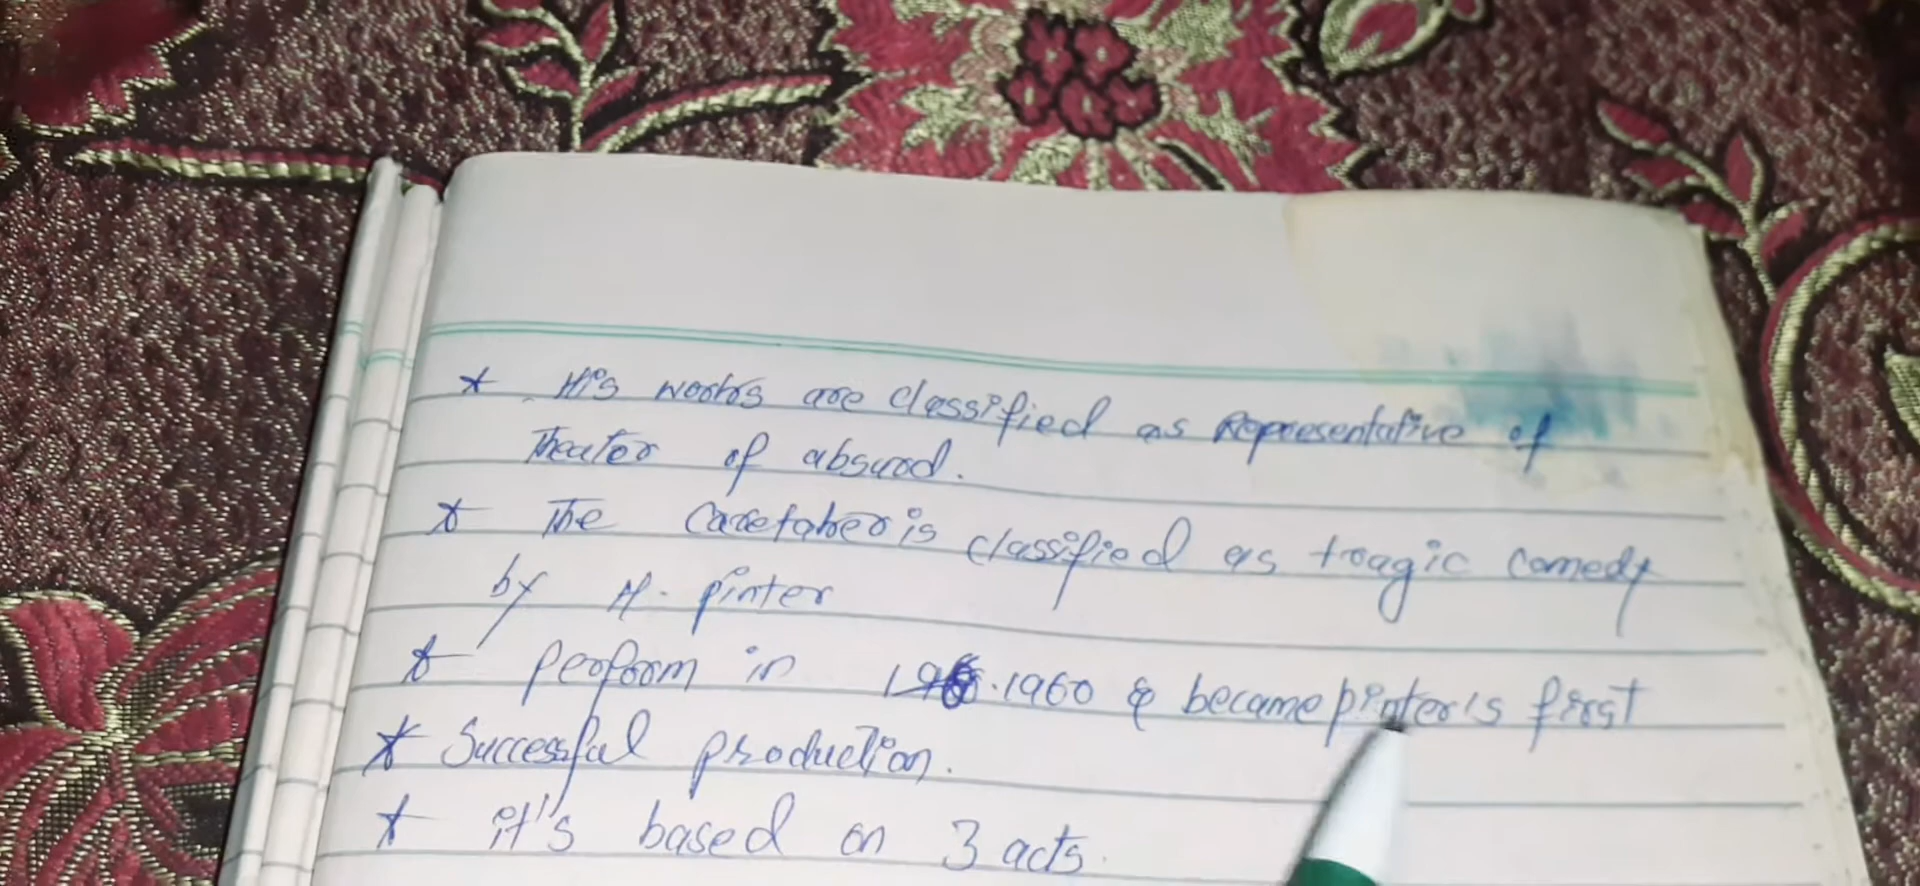 * His works are classified as Representative of
Theater of absurd.
* The Caretaker is classified as tragic comedy
by H. pinter
* perform in 1960 & became pinter's first
* Successful production.
* it's based on 3 acts.